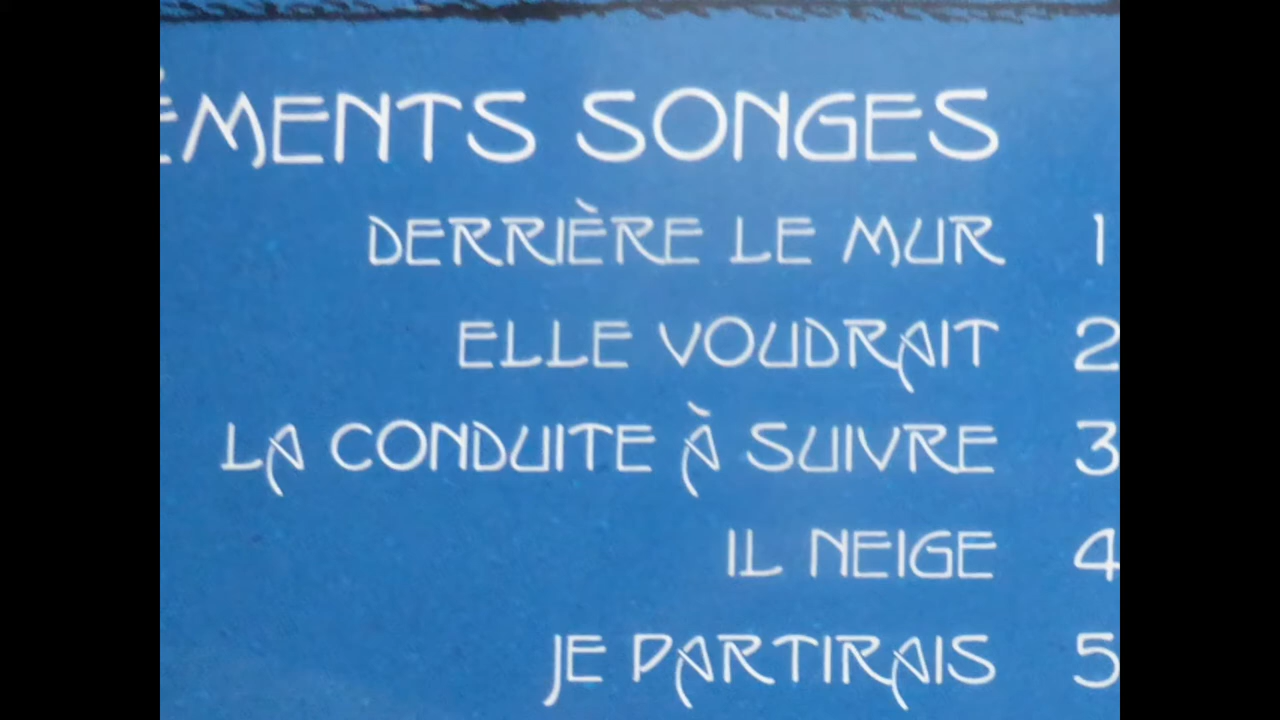 SONGES
DERRIÈRE LE MUR 1
ELLE VOUDRAIT 2
LA CONDUITE À SUIVRE 3
IL NEIGE 4
JE PARTIRAIS 5